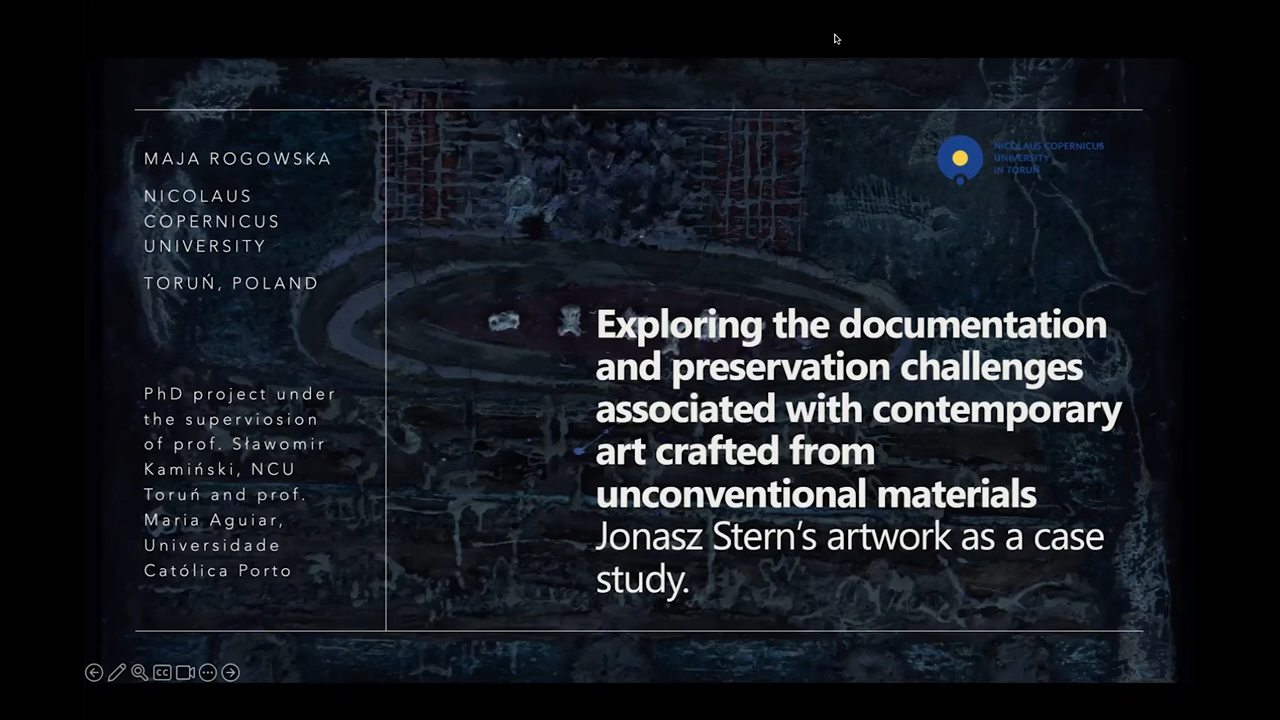 MAJA ROGOWSKA
NICOLAUS
COPERNICUS
UNIVERSITY
TORUŃ, POLAND
PhD project under
the superviosion
of prof. Sławomir
Kamiński, NCU
Toruń and prof.
Maria Aguiar,
Universidade
Católica Porto
NICOLAUS COPERNICUS
UNIVERSITY
IN TORUŃ
Exploring the documentation
and preservation challenges
associated with contemporary
art crafted from
unconventional materials
Jonasz Stern’s artwork as a case
study.
CC